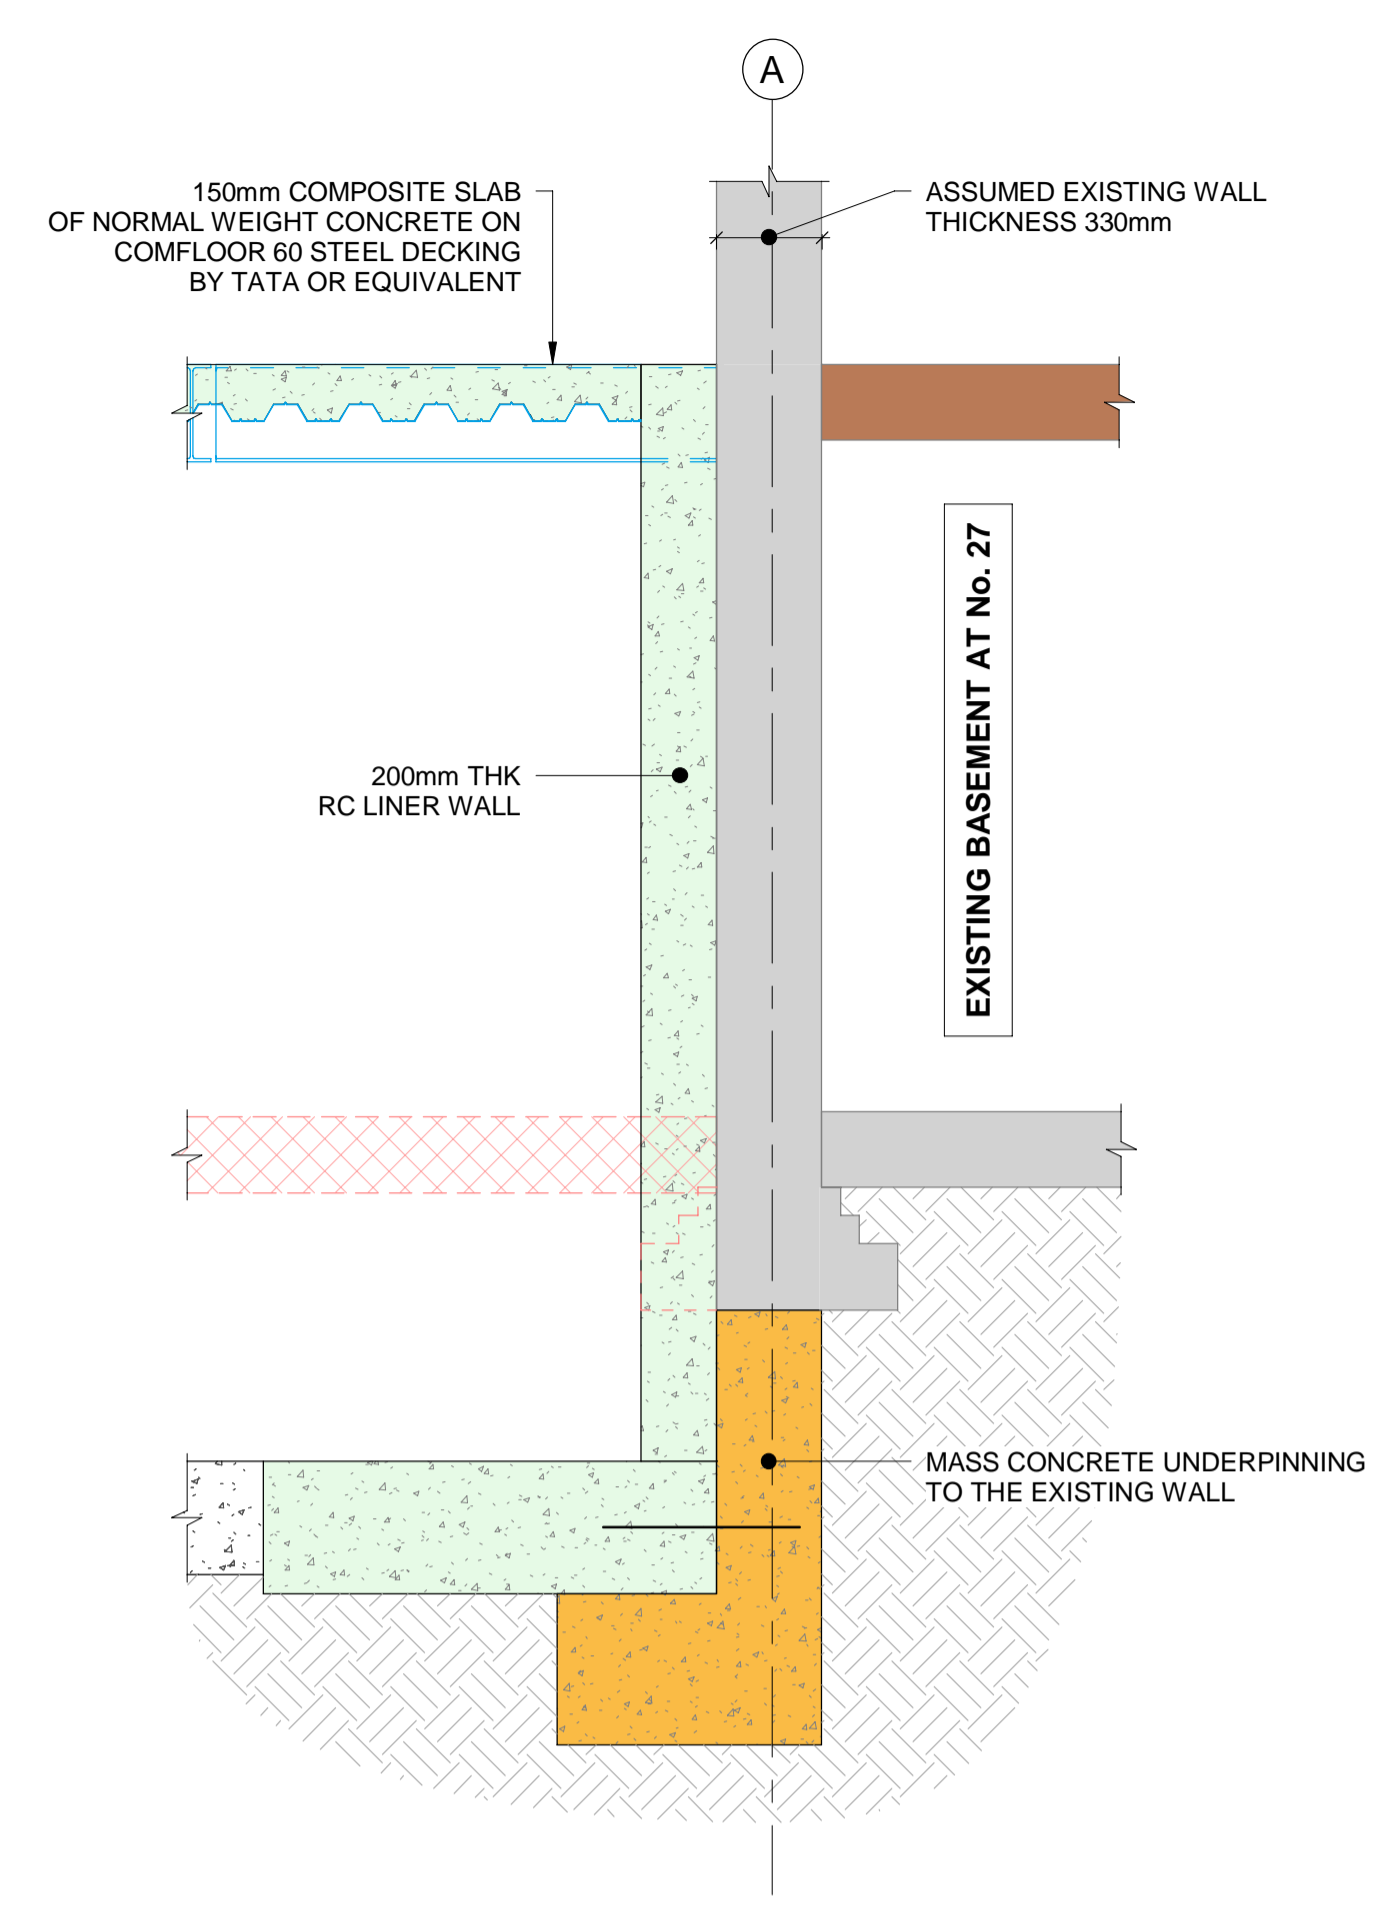 A
150mm COMPOSITE SLAB
OF NORMAL WEIGHT CONCRETE ON
COMFLOOR 60 STEEL DECKING
BY TATA OR EQUIVALENT
ASSUMED EXISTING WALL
THICKNESS 330mm
EXISTING BASEMENT AT No. 27
200mm THK
RC LINER WALL
MASS CONCRETE UNDERPINNING
TO THE EXISTING WALL